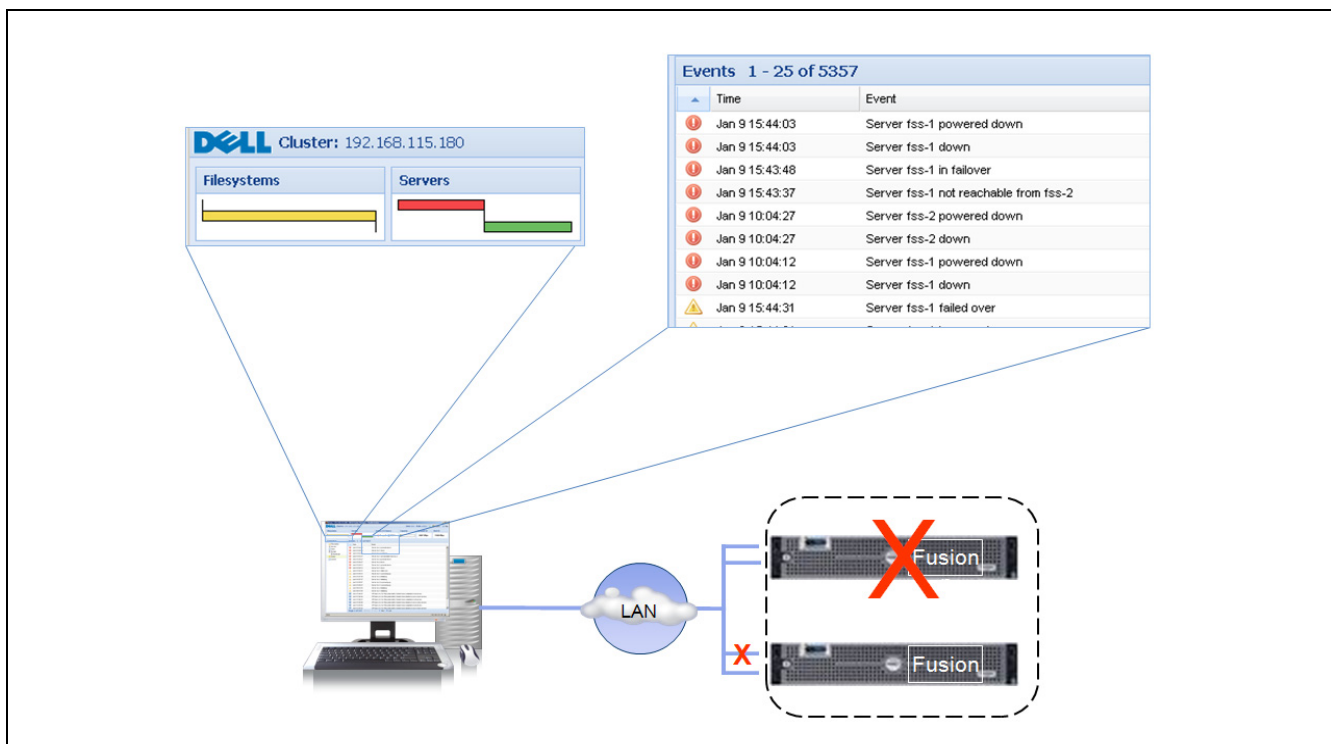 Events 1 - 25 of 5357
Time Event
Jan 9 15:44:03 Server fss-1 powered down
Jan 9 15:44:03 Server fss-1 down
Jan 9 15:43:48 Server fss-1 in failover
Jan 9 15:43:37 Server fss-1 not reachable from fss-2
Jan 9 10:04:27 Server fss-2 powered down
Jan 9 10:04:27 Server fss-2 down
Jan 9 10:04:12 Server fss-1 powered down
Jan 9 10:04:12 Server fss-1 down
Jan 9 15:44:31 Server fss-1 failed over
DELL Cluster: 192.168.115.180
Filesystems Servers
X
Fusion
LAN
X
Fusion